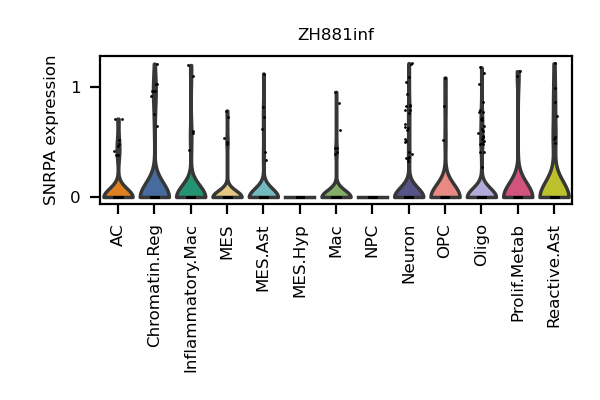 ZH881inf
SNRPA expression
1
0
AC
Chromatin.Reg
Inflammatory.Mac
MES
MES.Ast
MES.Hyp
Mac
NPC
Neuron
OPC
Oligo
Prolif.Metab
Reactive.Ast